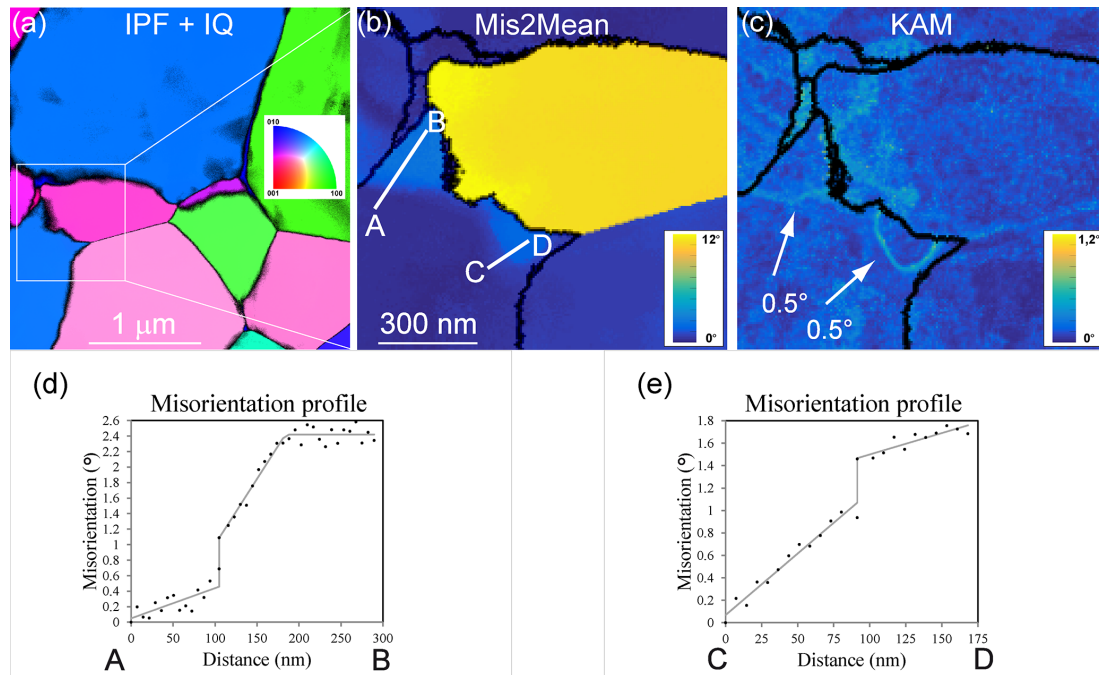 (a) IPF + IQ
010
001 100
1 μm
(b) Mis2Mean
B
A
D
C
12°
0°
300 nm
(c) KAM
0.5°
0.5°
1,2°
0°
(d)
Misorientation profile
Misorientation (°)
2.6
2.4
2.2
2
1.8
1.6
1.4
1.2
1
0.8
0.6
0.4
0.2
0
0 50 100 150 200 250 300
A Distance (nm) B
(e)
Misorientation profile
Misorientation (°)
1.8
1.6
1.4
1.2
1
0.8
0.6
0.4
0.2
0
0 25 50 75 100 125 150 175
C Distance (nm) D